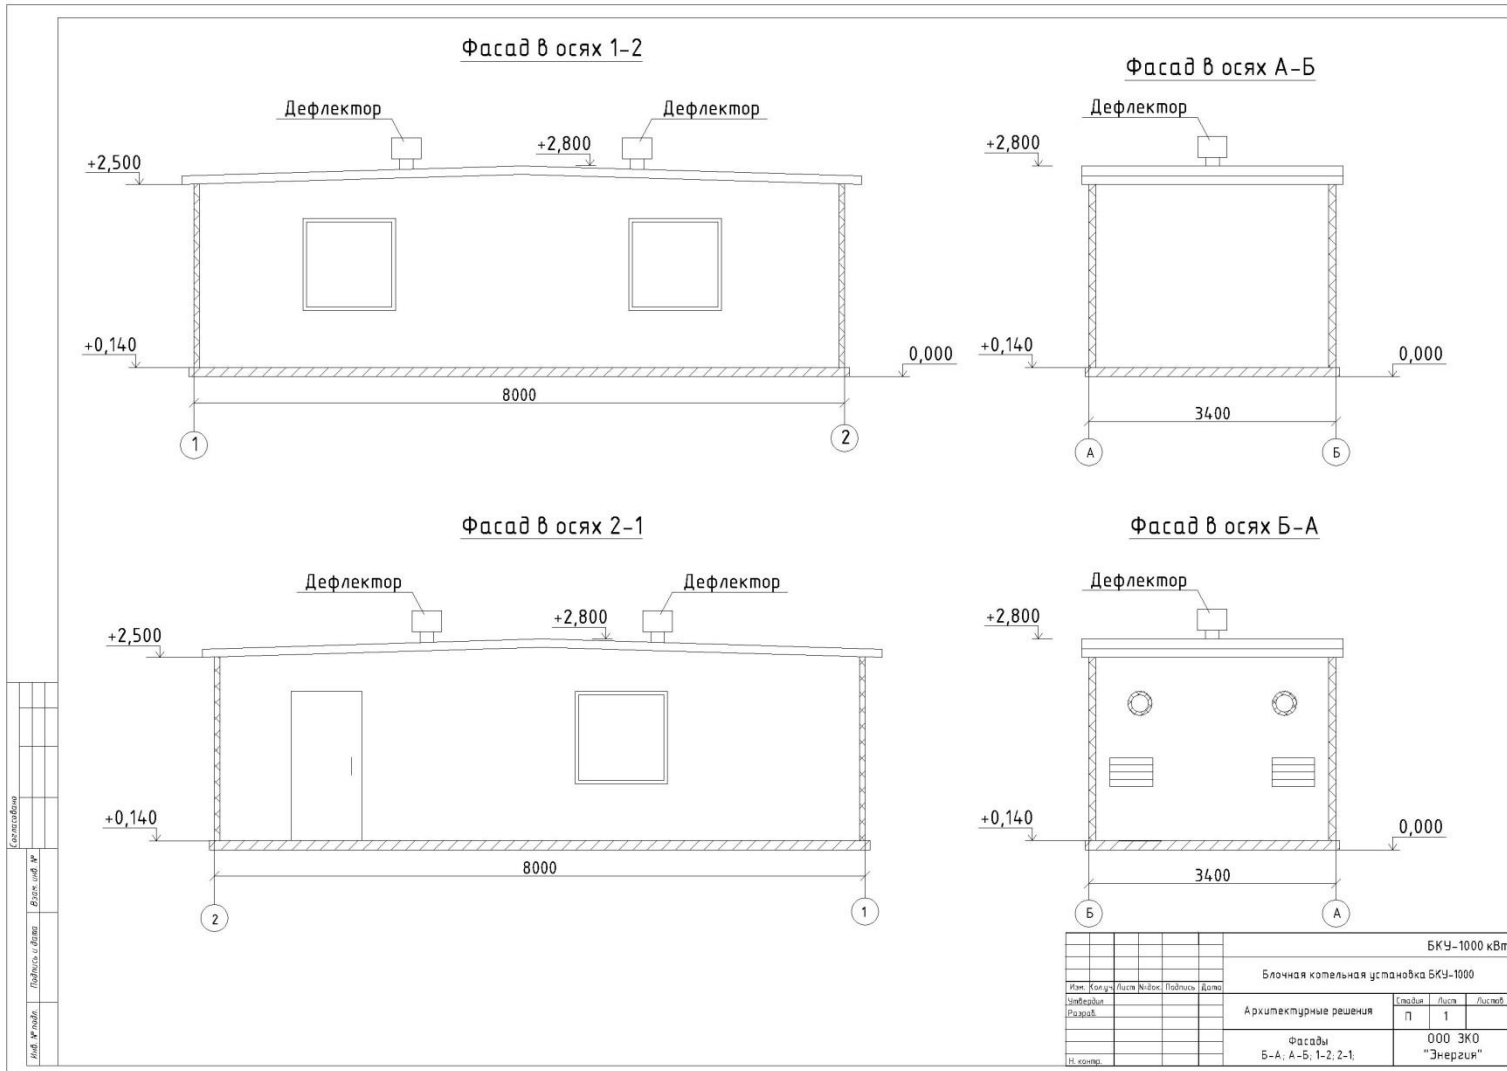 Фасад в осях 1-2
Дефлектор
Дефлектор
+2,500
+2,800
+0,140
0,000
8000
1
2
Фасад в осях А-Б
Дефлектор
+2,800
+0,140
0,000
3400
А
Б
Фасад в осях 2-1
Дефлектор
Дефлектор
+2,500
+2,800
+0,140
8000
2
1
Фасад в осях Б-А
Дефлектор
+2,800
+0,140
0,000
3400
Б
А
Согласовано
Взам. инв. №
Подпись и дата
Инв. № подл.
БКУ-1000 кВт
Блочная котельная установка БКУ-1000
Изм. Кол.уч Лист №док. Подпись Дата
Утвердил
Разраб.
Н. контр.
Архитектурные решения
Стадия Лист Листов
П 1
Фасады
Б-А; А-Б; 1-2; 2-1;
ООО ЭКО
"Энергия"